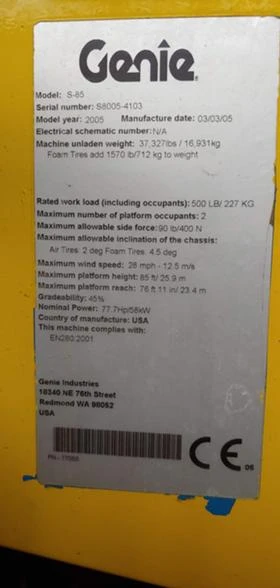 Genie
Model: S-85
Serial number: S8005-4103
Model year: 2005 Manufacture date: 03/03/05
Electrical schematic number: N/A
Machine unladen weight: 37,327lbs / 16,931kg
Foam Tires add 1570 lb/712 kg to weight
Rated work load (including occupants): 500 LB/ 227 KG
Maximum number of platform occupants: 2
Maximum allowable side force: 90 lb/400 N
Maximum allowable inclination of the chassis:
Air Tires: 2 deg Foam Tires: 4.5 deg
Maximum wind speed: 28 mph - 12.5 m/s
Maximum platform height: 85 ft/ 25.9 m
Maximum platform reach: 76 ft 11 in/ 23.4 m
Gradeability: 45%
Nominal Power: 77.7Hp/58kW
Country of manufacture: USA
This machine complies with:
EN280:2001
Genie Industries
18340 NE 76th Street
Redmond WA 98052
USA
CE 05
PN -